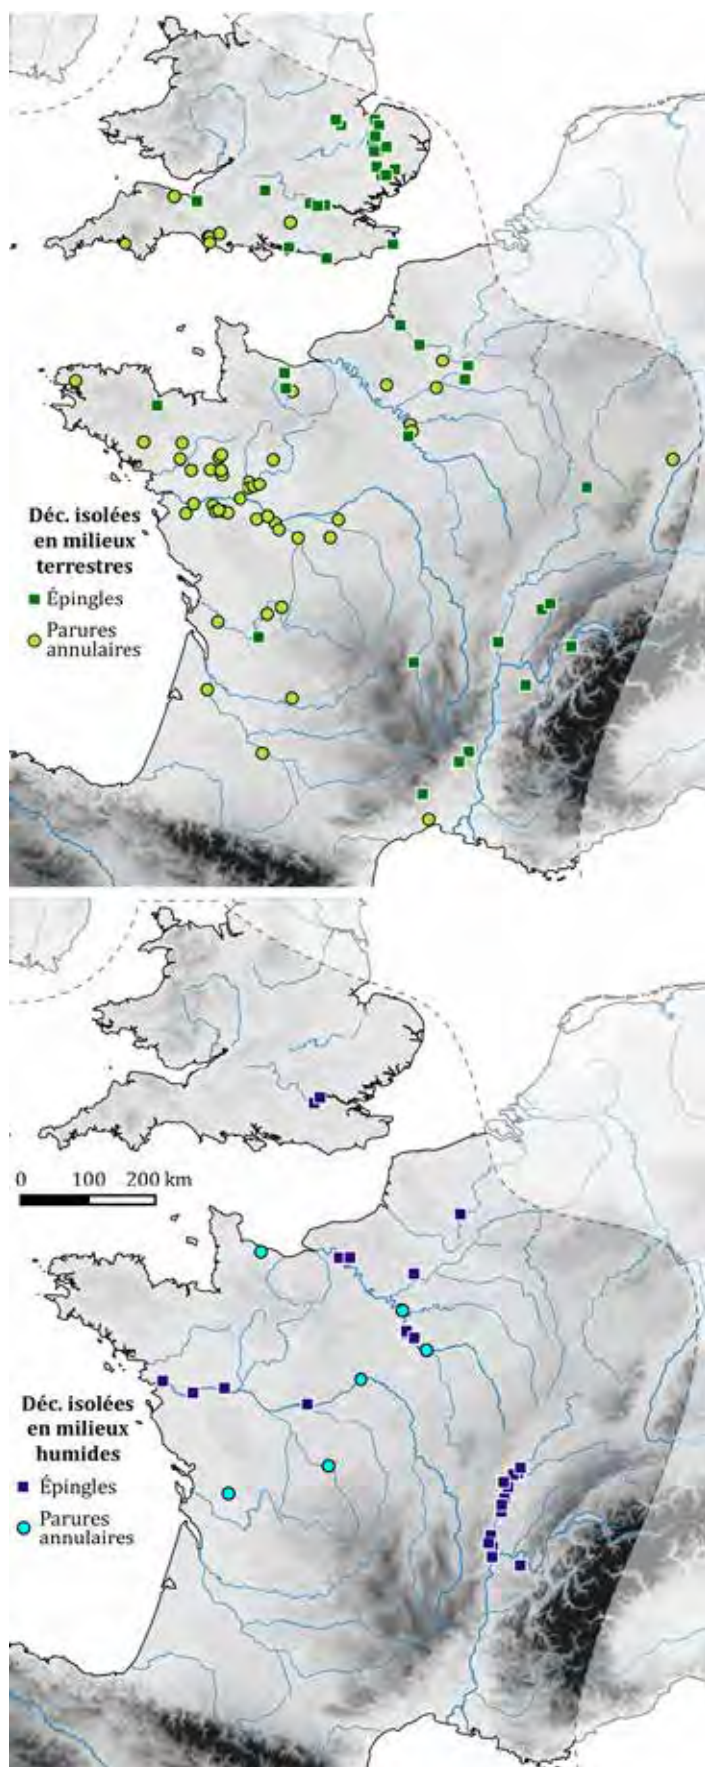 Déc. isolées
en milieux
terrestres
Épingles
Parures
annulaires
0 100 200 km
Déc. isolées
en milieux
humides
Épingles
Parures
annulaires